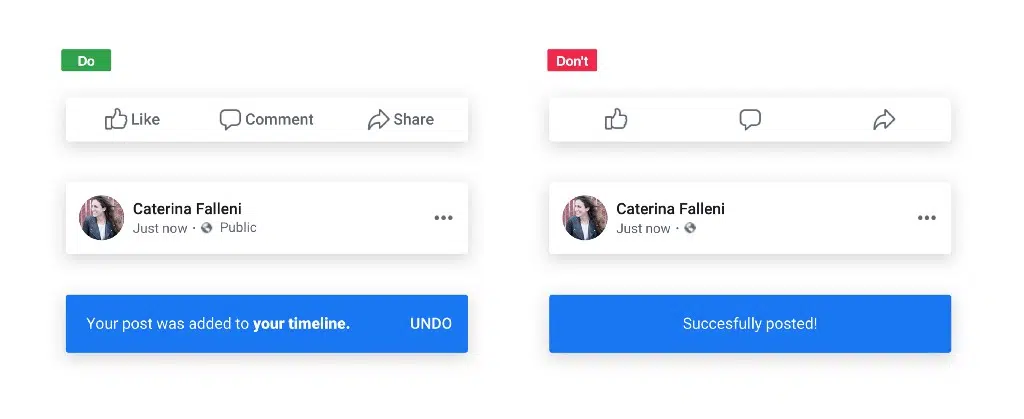 Do
Like Comment Share
Caterina Falleni
Just now · Public
Your post was added to your timeline. UNDO
Don't
Caterina Falleni
Just now ·
Succesfully posted!